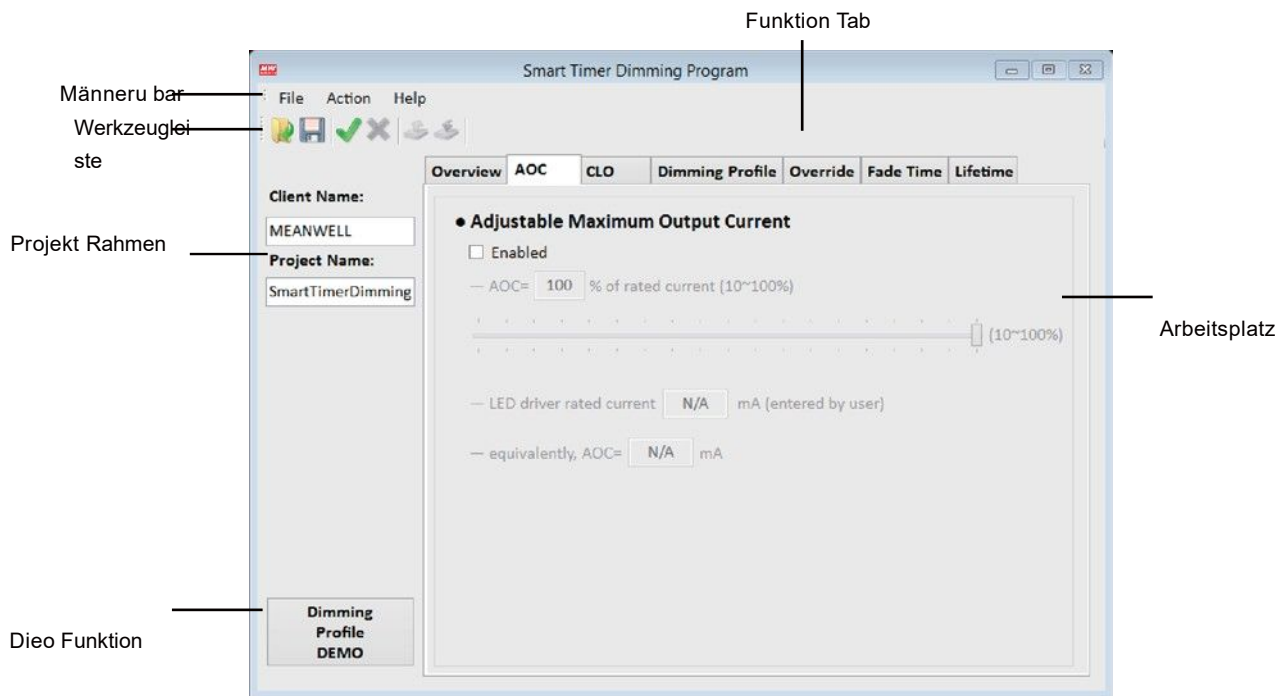 Funktion Tab
Smart Timer Dimming Program
Männeru bar
File Action Help
Werkzeuglei
ste
Overview AOC CLO Dimming Profile Override Fade Time Lifetime
Client Name:
MEANWELL
Projekt Rahmen
Project Name:
SmartTimerDimming
• Adjustable Maximum Output Current
Enabled
— AOC= 100 % of rated current (10~100%)
(10~100%)
Arbeitsplatz
— LED driver rated current N/A mA (entered by user)
— equivalently, AOC= N/A mA
Dieo Funktion
Dimming
Profile
DEMO